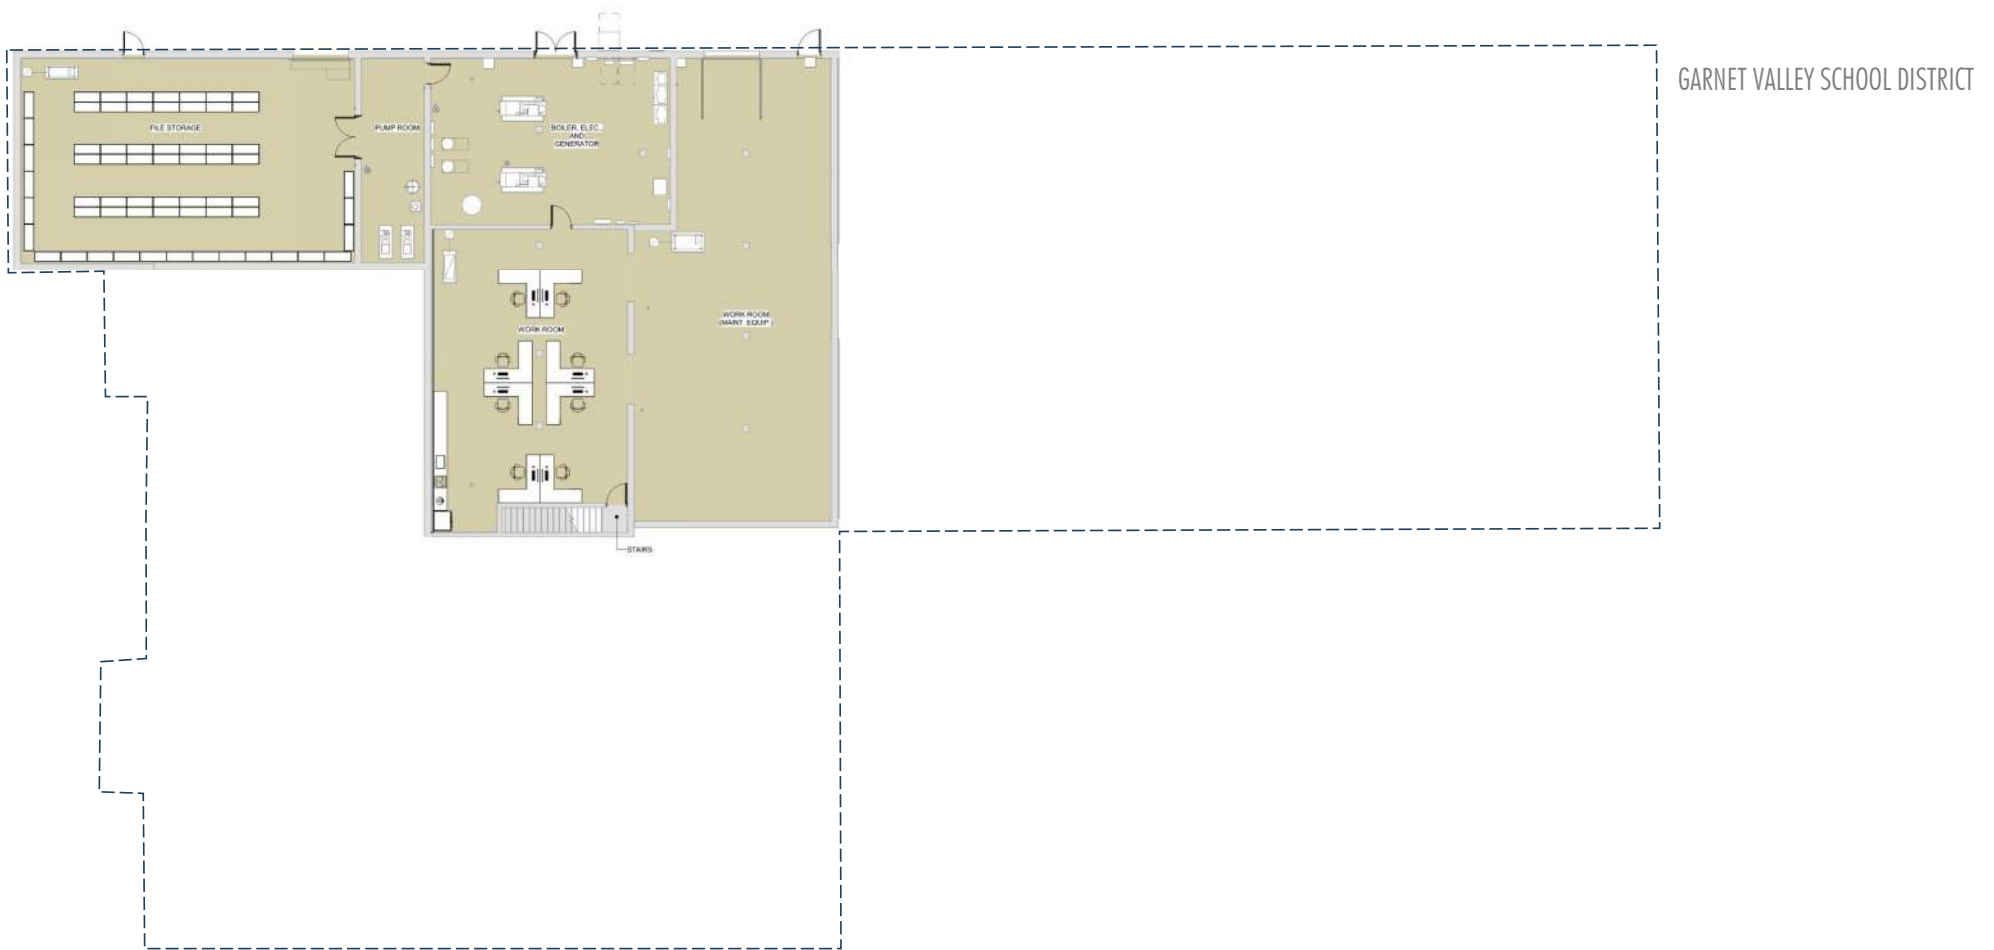 GARNET VALLEY SCHOOL DISTRICT
FILE STORAGE
PUMP ROOM
BOILER, ELEC.,
AND
GENERATOR
WORK ROOM
(MAINT. EQUIP.)
WORK ROOM
STAIRS